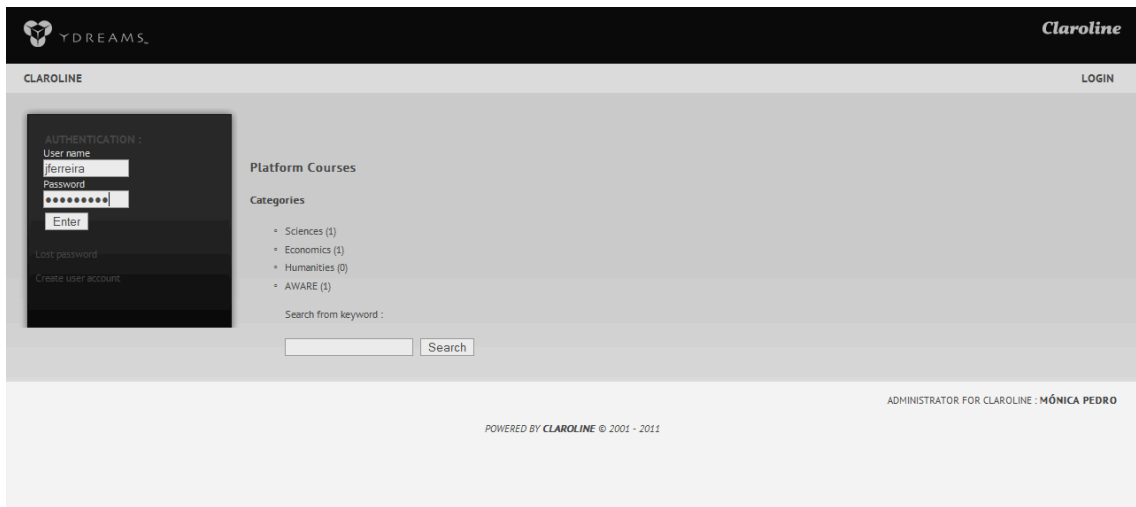 YDREAMS
Claroline
CLAROLINE
LOGIN
AUTHENTICATION :
User name
jferreira
Password
•••••••••
Enter
Lost password
Create user account
Platform Courses
Categories
Sciences (1)
Economics (1)
Humanities (0)
AWARE (1)
Search from keyword :
Search
ADMINISTRATOR FOR CLAROLINE : MÓNICA PEDRO
POWERED BY CLAROLINE © 2001 - 2011